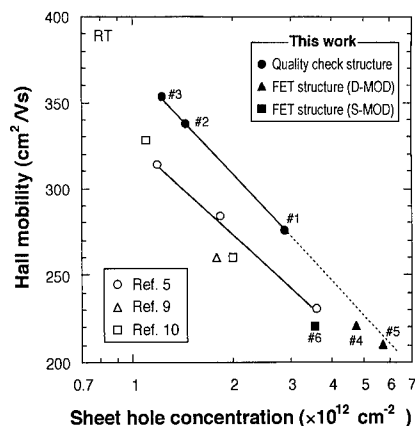 RT
This work
Quality check structure
FET structure (D-MOD)
FET structure (S-MOD)
400
350
300
250
200
Hall mobility (cm² /Vs)
#3
#2
#1
#5
#4
#6
Ref. 5
Ref. 9
Ref. 10
0.7 1 2 3 4 5 6 7
Sheet hole concentration (×10¹² cm⁻²)